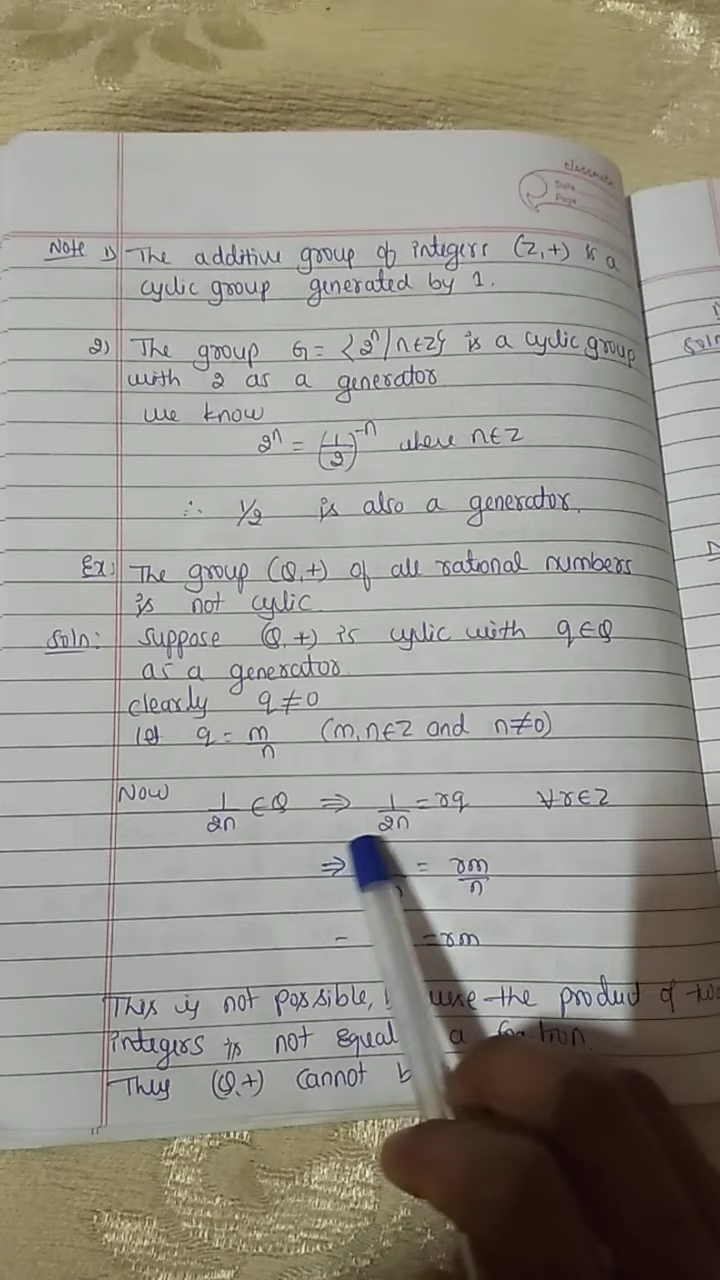 classmate
Date
Page
Note 1) The additive group of integers (Z,+) is a
cyclic group generated by 1.
2) The group G = {2ⁿ/n∈Z} is a cyclic group
with 2 as a generator
we know
2ⁿ = (1/2)⁻ⁿ where n∈Z
∴ 1/2 is also a generator.
Ex: The group (Q,+) of all rational numbers
is not cyclic
Soln: Suppose (Q,+) is cyclic with q∈Q
as a generator.
clearly q≠0
let q = m/n (m,n∈Z and n≠0)
Now 1/2n ∈Q ⇒ 1/2n = rq ∀r∈Z
⇒ = rm/n
= rm
This is not possible, the product of
integers is not equal a
Thus (Q,+) cannot
Soln